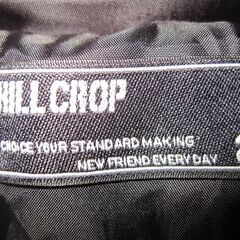 HILLCROP
CHOICE YOUR STANDARD MAKING
NEW FRIEND EVERY DAY